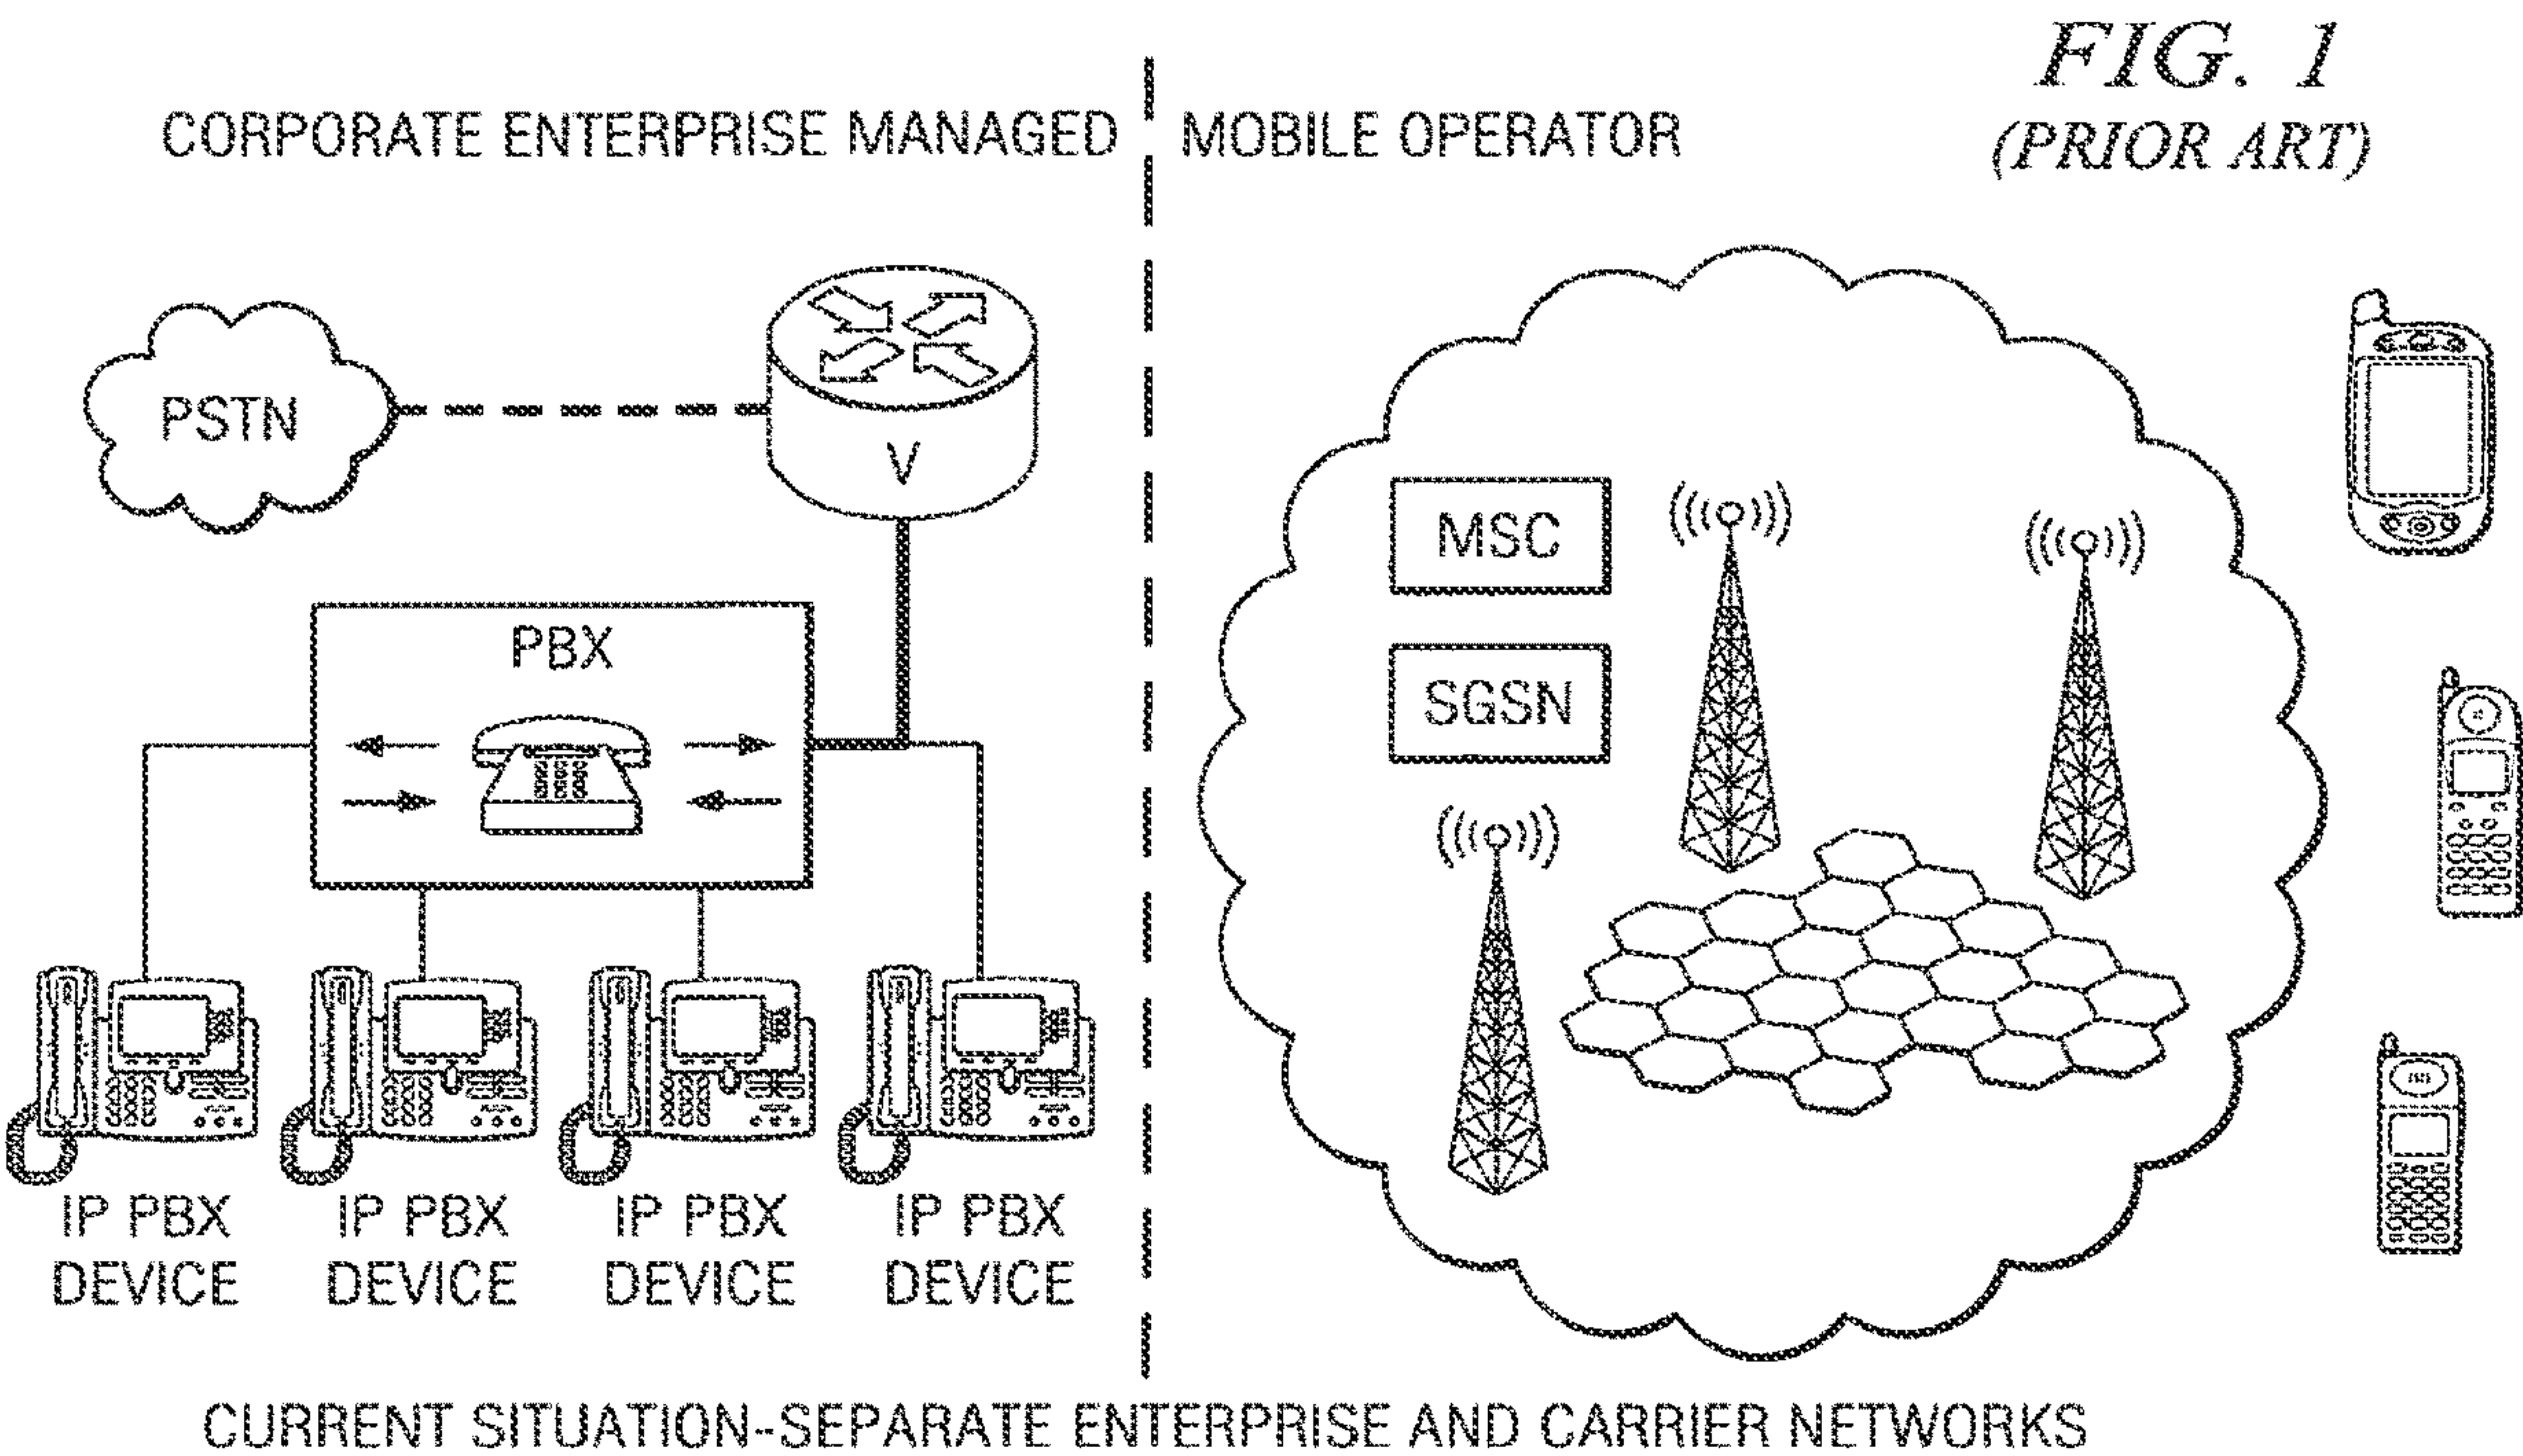 FIG. 1
(PRIOR ART)
CORPORATE ENTERPRISE MANAGED
MOBILE OPERATOR
PSTN
V
MSC
PBX
SGSN
IP PBX
DEVICE
IP PBX
DEVICE
IP PBX
DEVICE
IP PBX
DEVICE
CURRENT SITUATION--SEPARATE ENTERPRISE AND CARRIER NETWORKS